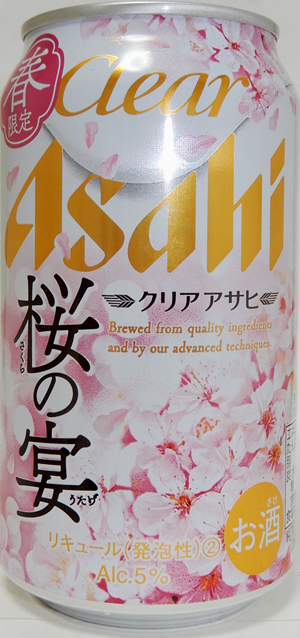 春
限定
Clear
Asahi
クリアアサヒ
Brewed from quality ingredients
and by our advanced techniques.
桜の宴
さくら
うたげ
リキュール(発泡性)②
Alc.5%
さけ
お酒